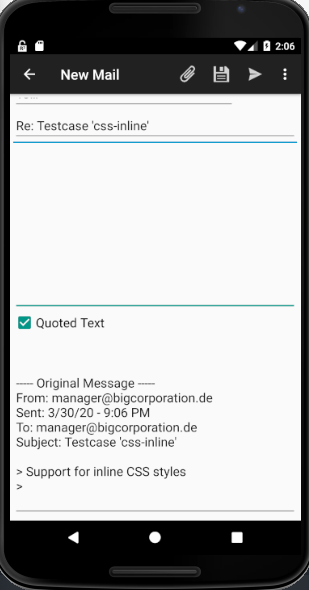 2:06
New Mail
Re: Testcase 'css-inline'
Quoted Text
----- Original Message -----
From: manager@bigcorporation.de
Sent: 3/30/20 - 9:06 PM
To: manager@bigcorporation.de
Subject: Testcase 'css-inline'
> Support for inline CSS styles
>